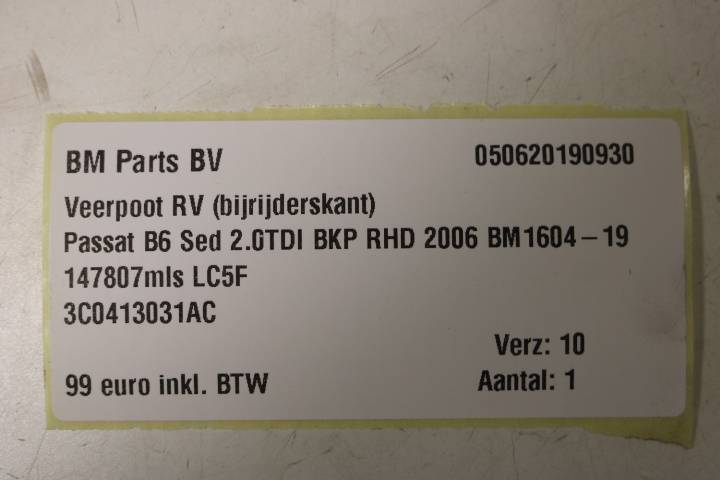 BM Parts BV 050620190930
Veerpoot RV (bijrijderskant)
Passat B6 Sed 2.0TDI BKP RHD 2006 BM1604-19
147807mls LC5F
3C0413031AC
Verz: 10
99 euro inkl. BTW Aantal: 1